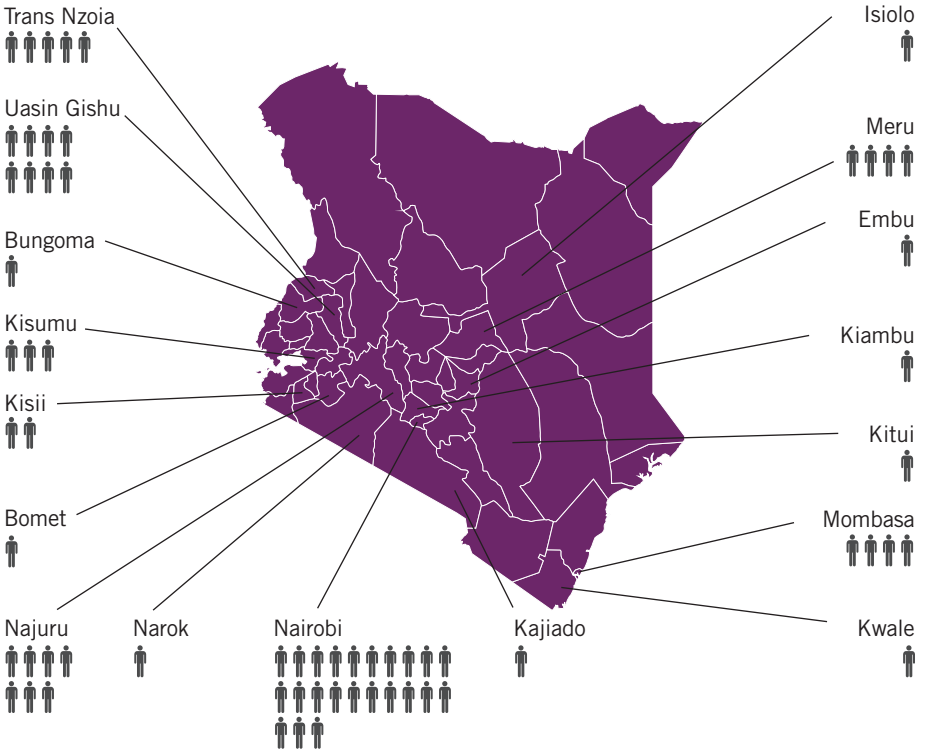 Trans Nzoia
Isiolo
Uasin Gishu
Meru
Embu
Bungoma
Kisumu
Kiambu
Kisii
Kitui
Bomet
Mombasa
Najuru
Narok
Nairobi
Kajiado
Kwale